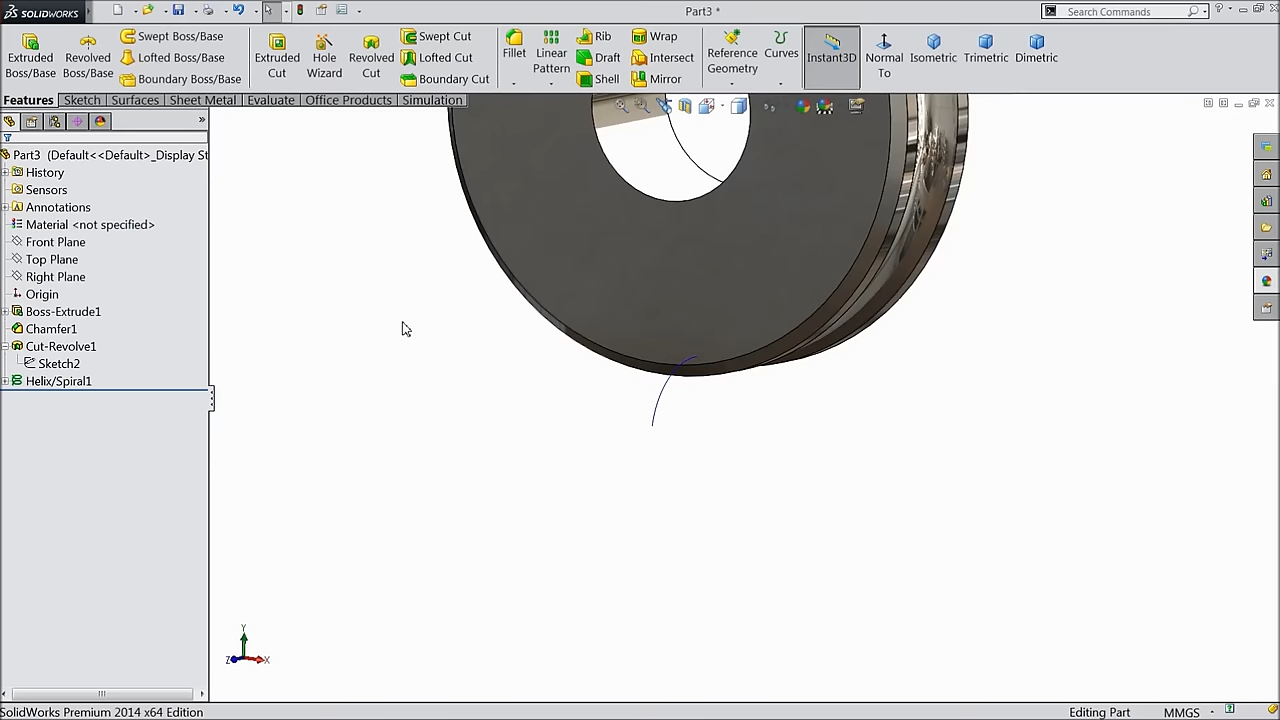 SOLIDWORKS
Part3 *
Search Commands
Extruded Boss/Base
Revolved Boss/Base
Swept Boss/Base
Lofted Boss/Base
Boundary Boss/Base
Extruded Cut
Hole Wizard
Revolved Cut
Swept Cut
Lofted Cut
Boundary Cut
Fillet
Linear Pattern
Rib
Draft
Shell
Wrap
Intersect
Mirror
Reference Geometry
Curves
Instant3D
Normal To
Isometric
Trimetric
Dimetric
Features
Sketch
Surfaces
Sheet Metal
Evaluate
Office Products
Simulation
Part3 (Default<<Default>_Display St
History
Sensors
Annotations
Material <not specified>
Front Plane
Top Plane
Right Plane
Origin
Boss-Extrude1
Chamfer1
Cut-Revolve1
Sketch2
Helix/Spiral1
Y
Z
X
SolidWorks Premium 2014 x64 Edition
Editing Part
MMGS